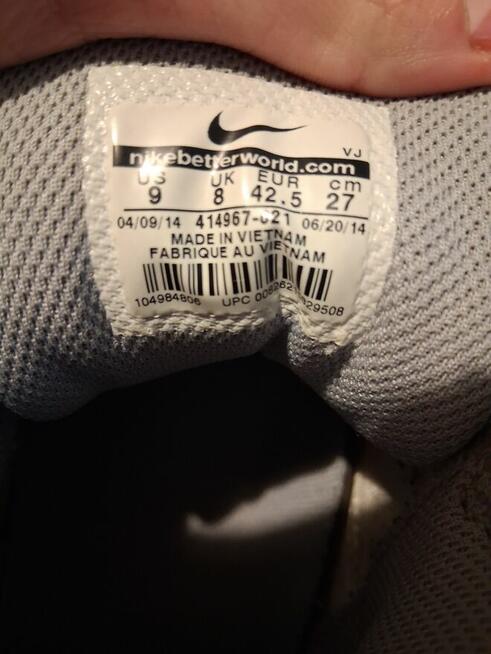 VJ
nikebetterworld.com
US UK EUR cm
9 8 42.5 27
04/09/14 414967-021 06/20/14
MADE IN VIETNAM
FABRIQUE AU VIETNAM
104984806 UPC